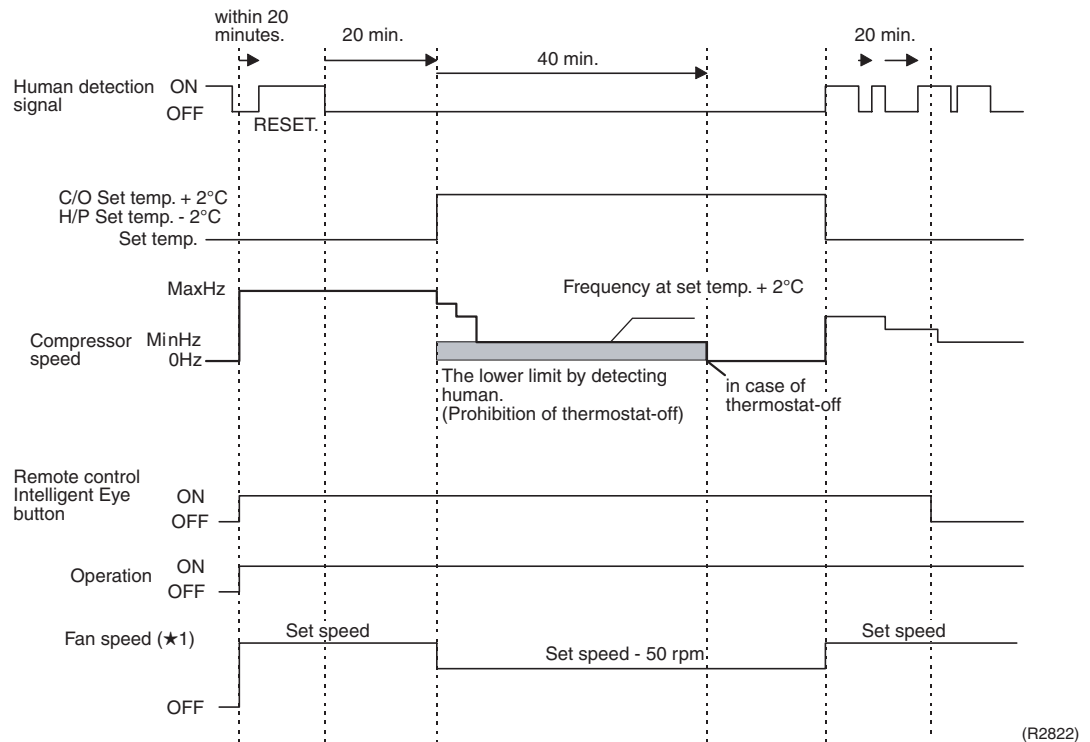 within 20
minutes.
20 min.
40 min.
20 min.
Human detection
signal
ON
OFF
RESET.
C/O Set temp. + 2°C
H/P Set temp. - 2°C
Set temp.
MaxHz
Frequency at set temp. + 2°C
Compressor
speed
MinHz
0Hz
The lower limit by detecting
human.
(Prohibition of thermostat-off)
in case of
thermostat-off
Remote control
Intelligent Eye
button
ON
OFF
Operation
ON
OFF
Fan speed (★1)
Set speed
Set speed - 50 rpm
Set speed
OFF
(R2822)